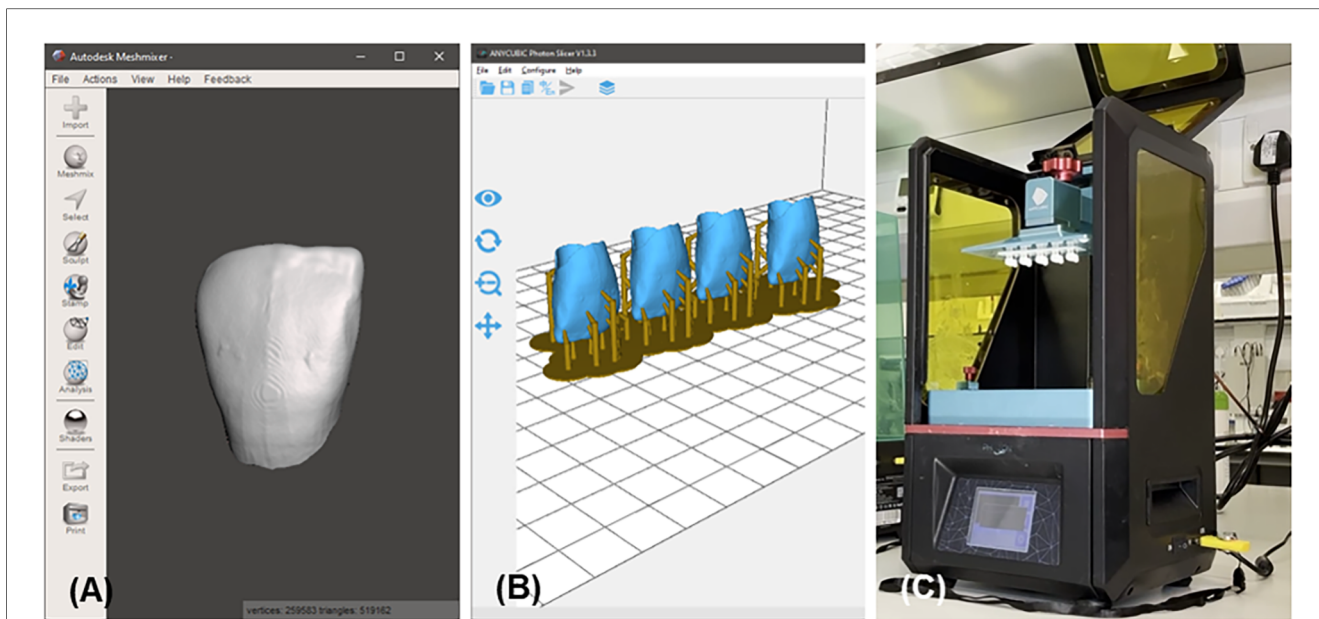 Autodesk Meshmixer -
File Actions View Help Feedback
Import
Meshmix
Select
Sculpt
Stamp
Edit
Analysis
Shaders
Export
Print
vertices: 259583 triangles: 519162
(A)
ANYCUBIC Photon Slicer V1.3.3
File Edit Configure Help
(B)
(C)